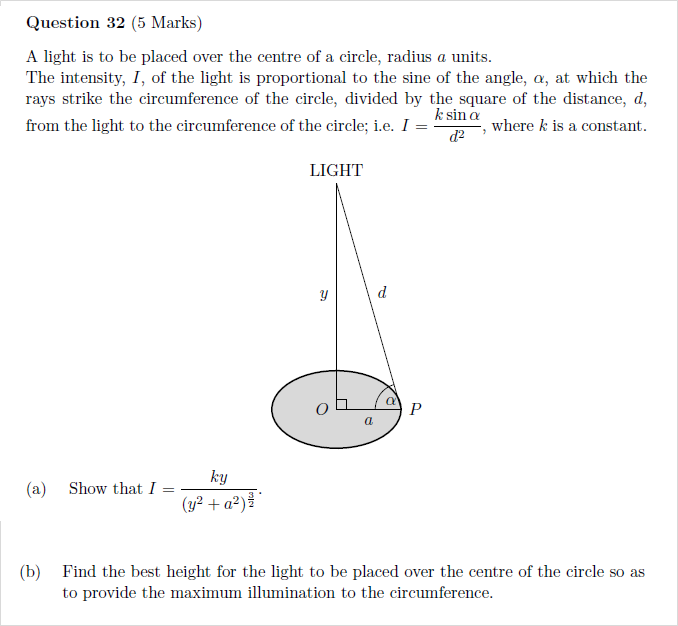 Question 32 (5 Marks)
A light is to be placed over the centre of a circle, radius a units.
The intensity, I, of the light is proportional to the sine of the angle, α, at which the
rays strike the circumference of the circle, divided by the square of the distance, d,
from the light to the circumference of the circle; i.e. I = \frac{k \sin α}{d^2}, where k is a constant.
LIGHT
y
d
O
α
P
a
(a) Show that I = \frac{ky}{(y^2 + a^2)^{\frac{3}{2}}}.
(b) Find the best height for the light to be placed over the centre of the circle so as
to provide the maximum illumination to the circumference.